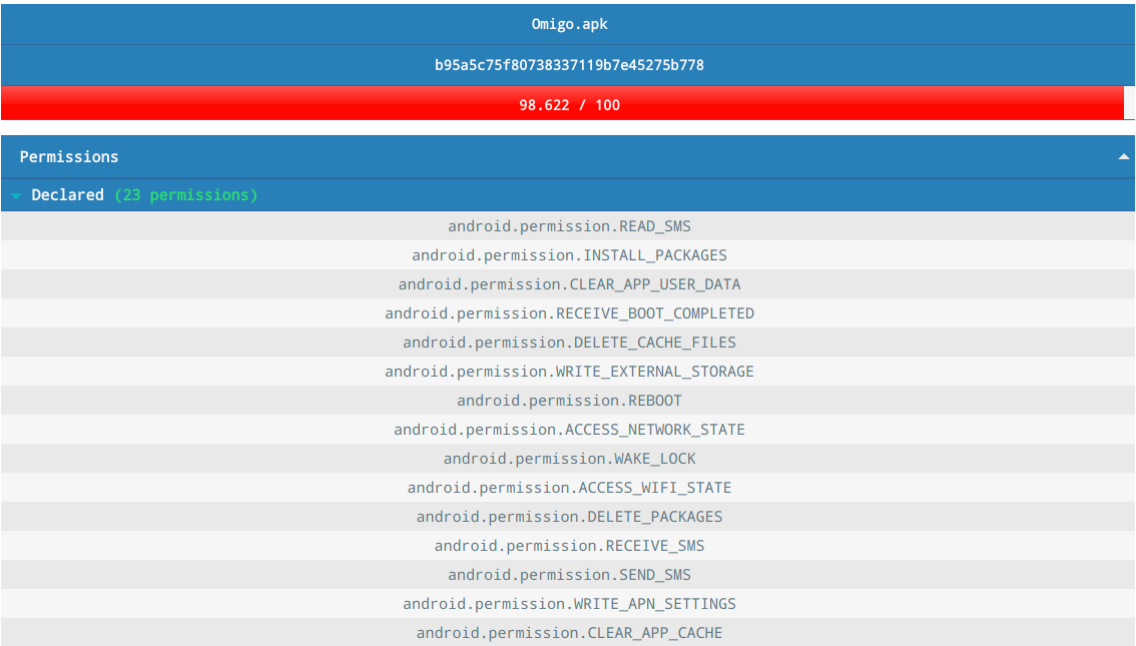 Omigo.apk
b95a5c75f80738337119b7e45275b778
98.622 / 100
Permissions
Declared (23 permissions)
android.permission.READ_SMS
android.permission.INSTALL_PACKAGES
android.permission.CLEAR_APP_USER_DATA
android.permission.RECEIVE_BOOT_COMPLETED
android.permission.DELETE_CACHE_FILES
android.permission.WRITE_EXTERNAL_STORAGE
android.permission.REBOOT
android.permission.ACCESS_NETWORK_STATE
android.permission.WAKE_LOCK
android.permission.ACCESS_WIFI_STATE
android.permission.DELETE_PACKAGES
android.permission.RECEIVE_SMS
android.permission.SEND_SMS
android.permission.WRITE_APN_SETTINGS
android.permission.CLEAR_APP_CACHE